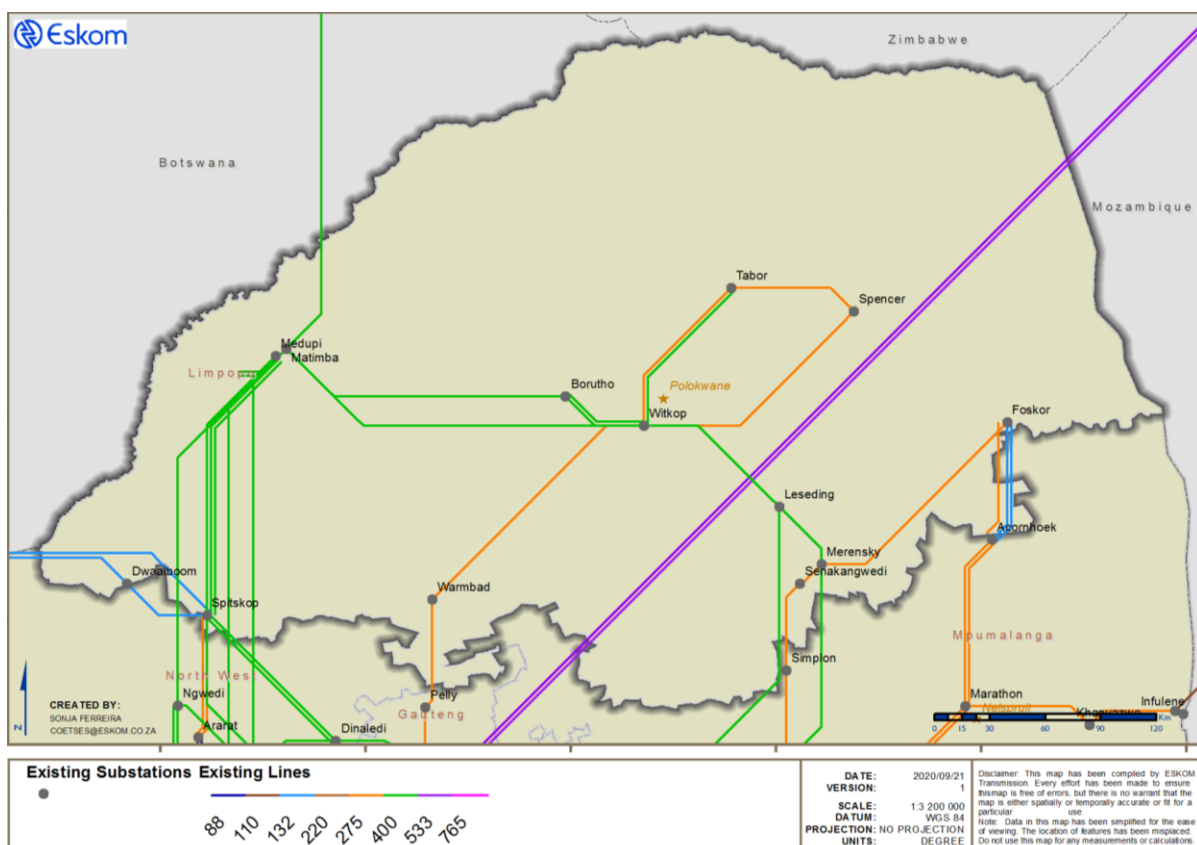 Eskom
Zimbabwe
Botswana
Mozambique
Tabor
Spencer
Medupi
Matimba
Limpopo
Borutho
Polokwane
Witkop
Foskor
Leseding
Acornhoek
Merensky
Senakangwedi
Dwaalboom
Warmbad
Spitskop
Mpumalanga
Simplon
North West
Ngwedi
Pelly
Gauteng
Marathon
Infulene
Nelspruit
Ararat
Dinaledi
N
CREATED BY:
SONJA FERREIRA
COETSES@ESKOM.CO.ZA
0 15 30 60 90 120
Km
Existing Substations Existing Lines
88 110 132 220 275 400 533 765
DATE: 2020/09/21
VERSION: 1
SCALE: 1:3 200 000
DATUM: WGS 84
PROJECTION: NO PROJECTION
UNITS: DEGREE
Disclaimer: This map has been compiled by ESKOM
Transmission. Every effort has been made to ensure
thismap is free of errors, but there is no warrant that the
map is either spatially or temporally accurate or fit for a
particular use.
Note: Data in this map has been simplified for the ease
of viewing. The location of features has been misplaced.
Do not use this map for any measurements or calculations.